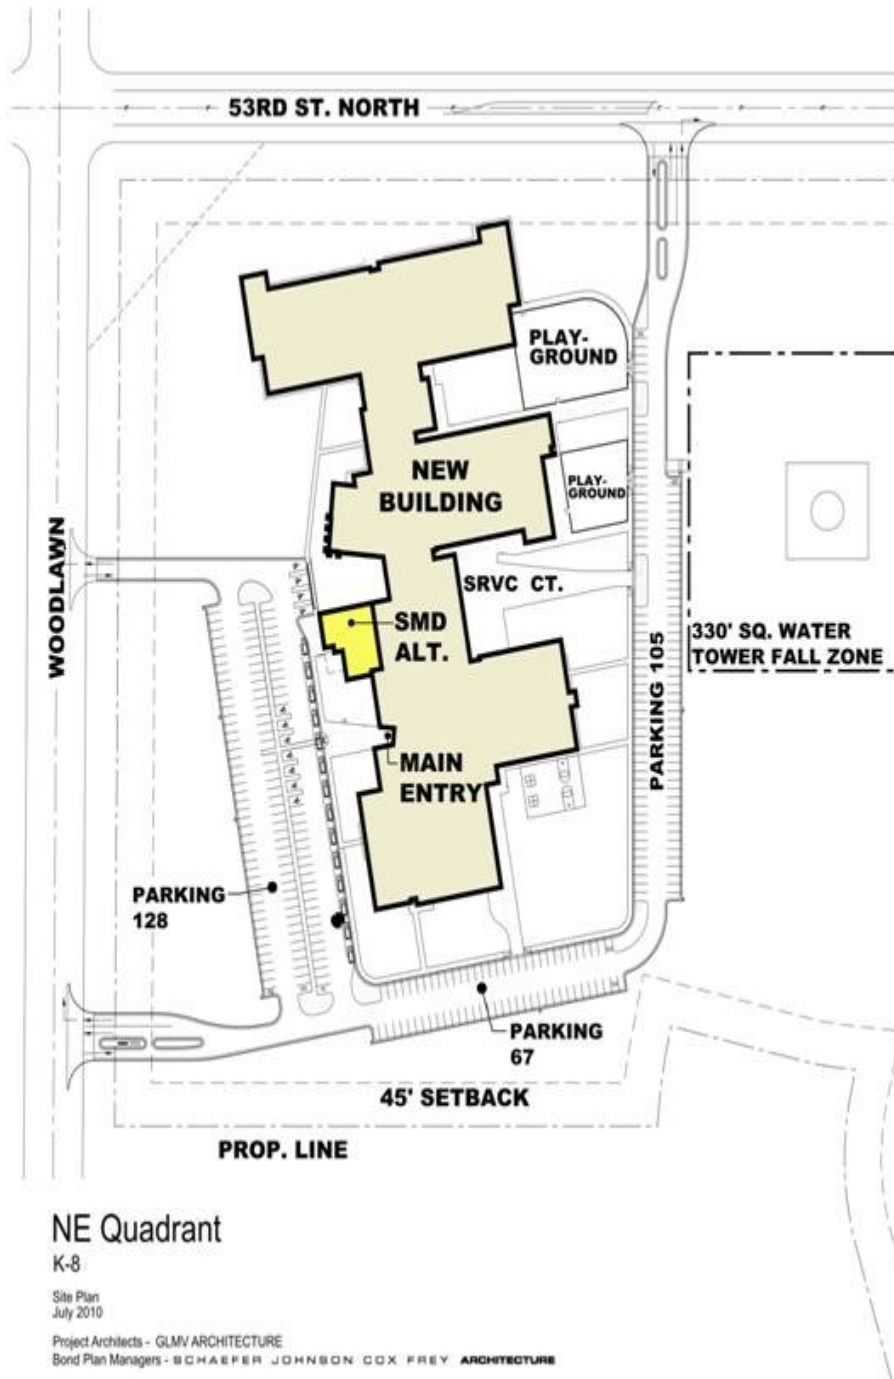 53RD ST. NORTH
PLAY-
GROUND
NEW
BUILDING
PLAY-
GROUND
WOODLAWN
SRVC CT.
SMD
ALT.
330' SQ. WATER
TOWER FALL ZONE
PARKING 105
MAIN
ENTRY
PARKING
128
PARKING
67
45' SETBACK
PROP. LINE
NE Quadrant
K-8
Site Plan
July 2010
Project Architects - GLMV ARCHITECTURE
Bond Plan Managers - SCHAEFER JOHNSON COX FREY ARCHITECTURE